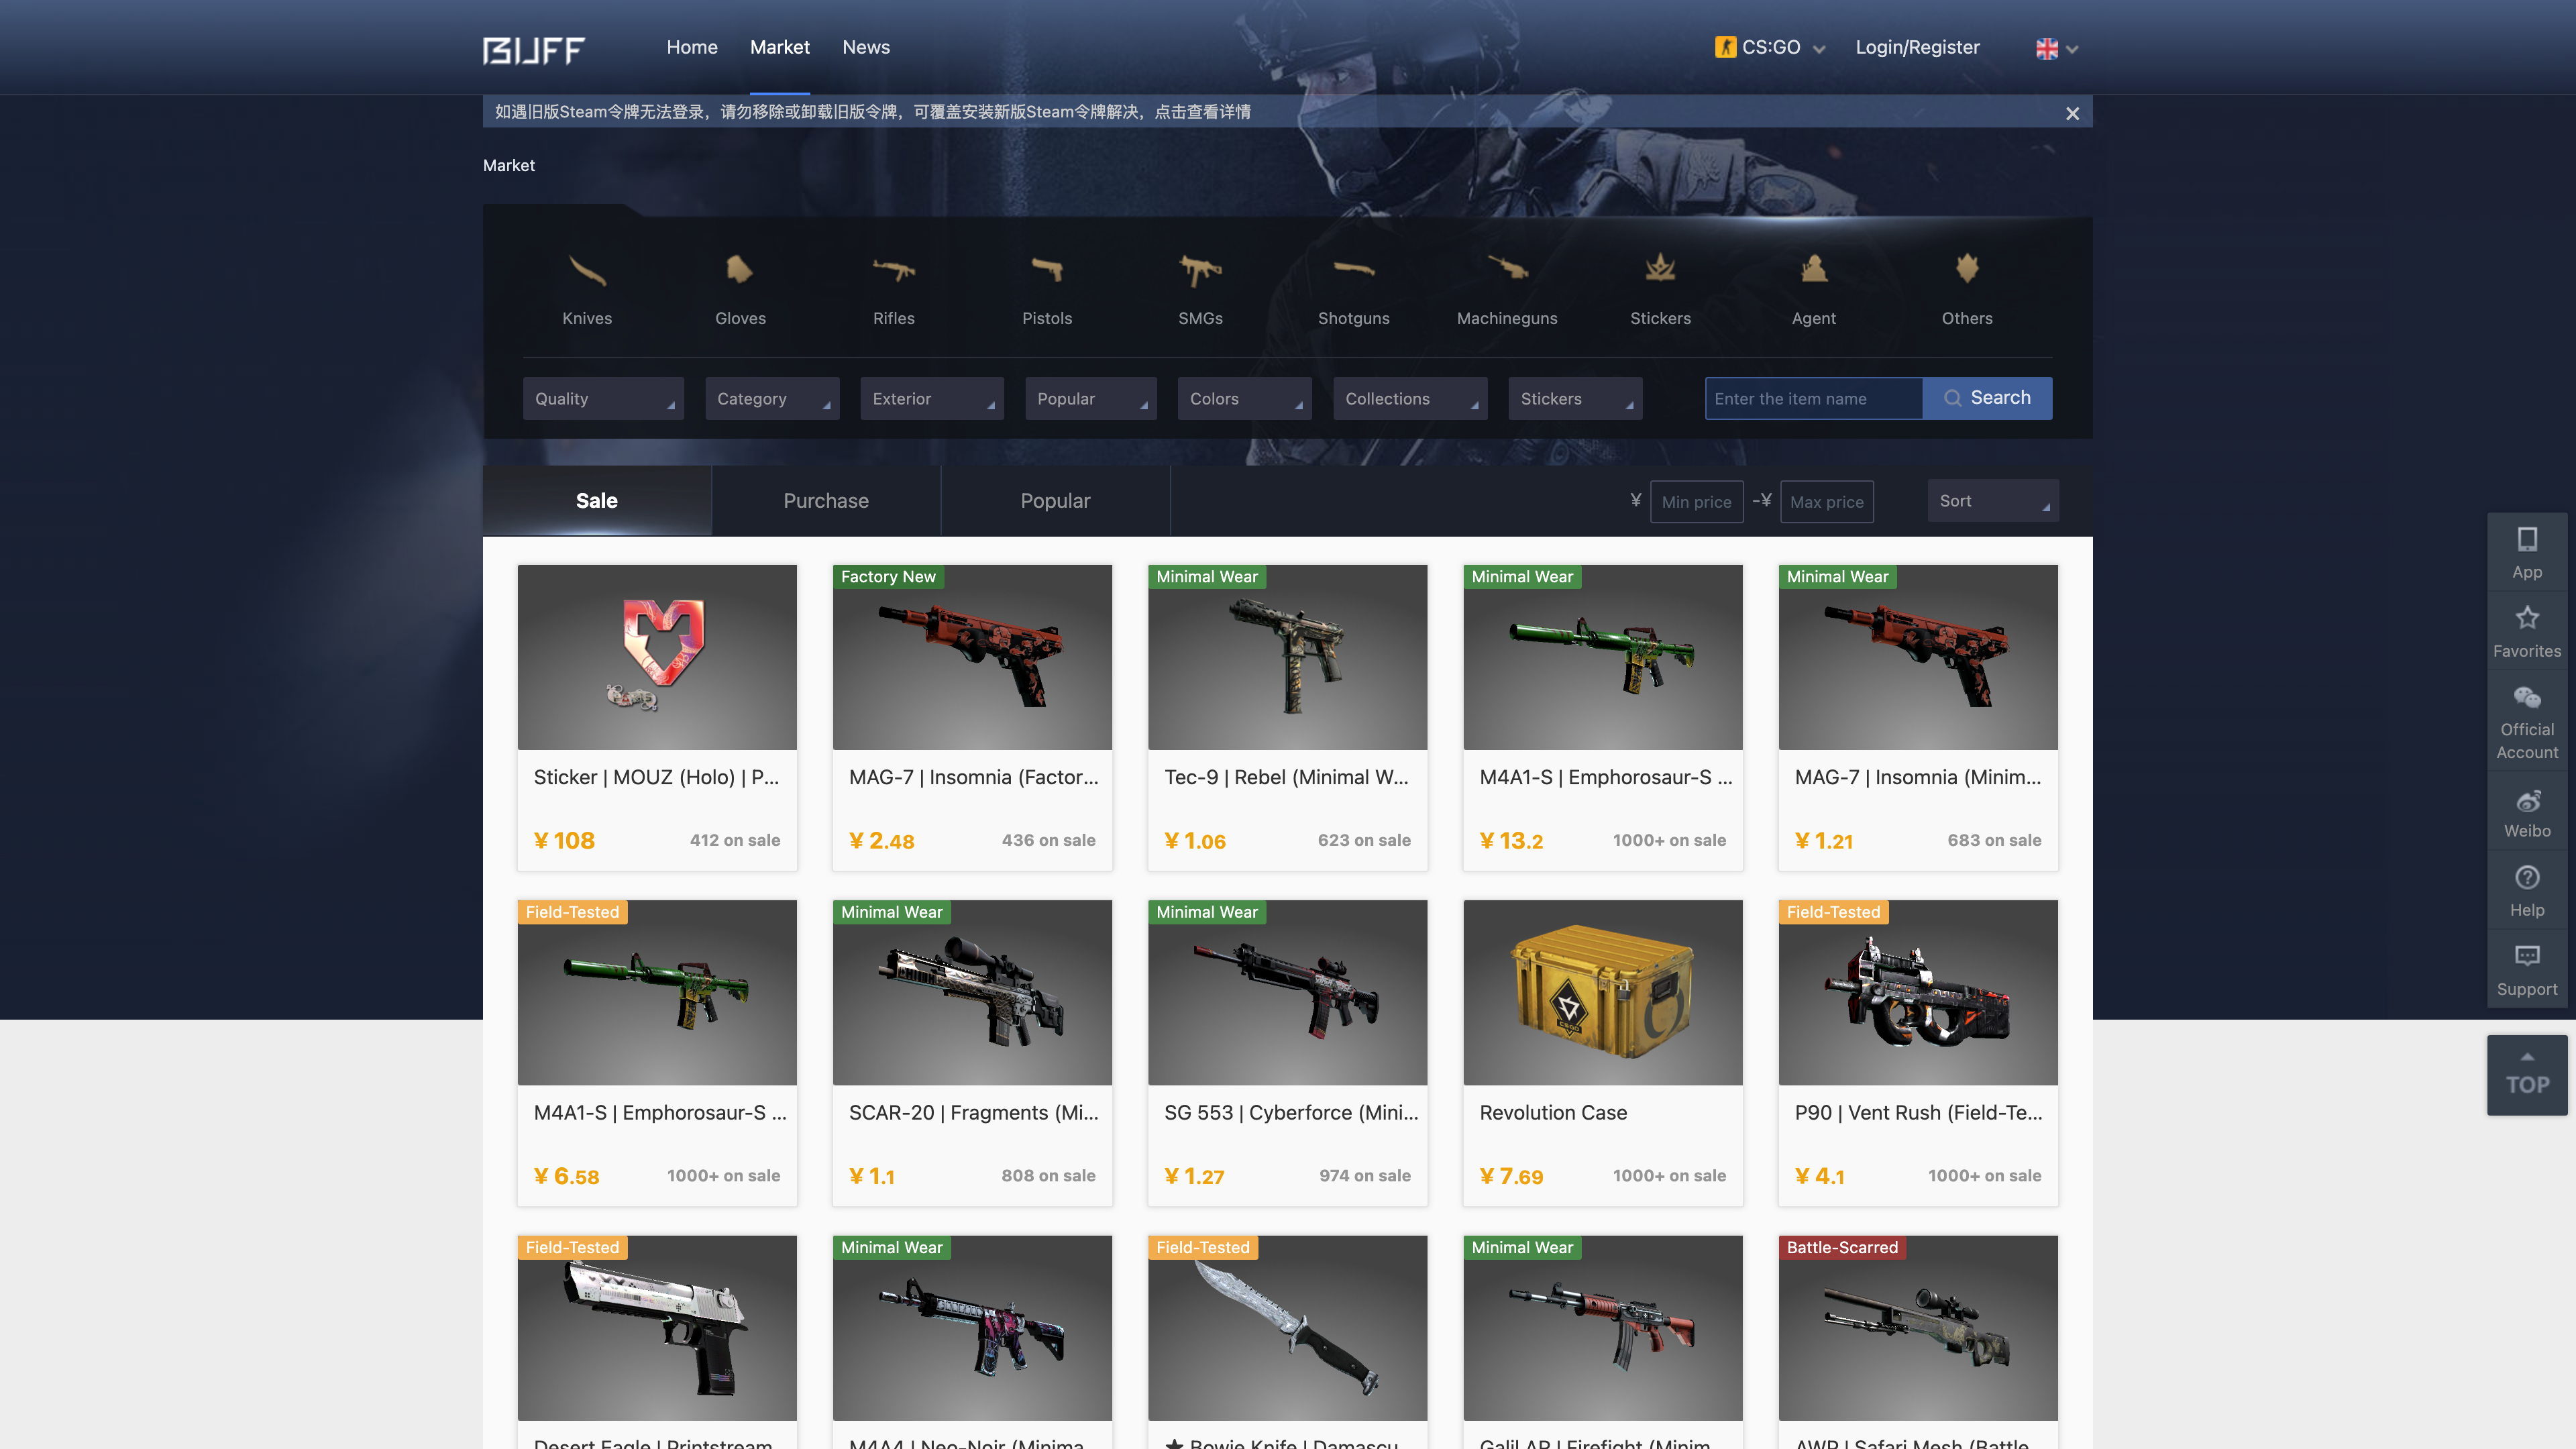 BUFF
Home Market News
CS:GO Login/Register
如遇旧版Steam令牌无法登录，请勿移除或卸载旧版令牌，可覆盖安装新版Steam令牌解决，点击查看详情
Market
Knives Gloves Rifles Pistols SMGs Shotguns Machineguns Stickers Agent Others
Quality Category Exterior Popular Colors Collections Stickers Enter the item name Search
Sale Purchase Popular ¥ Min price -¥ Max price Sort
Factory New Minimal Wear Minimal Wear Minimal Wear
Sticker | MOUZ (Holo) | P... MAG-7 | Insomnia (Factor... Tec-9 | Rebel (Minimal W... M4A1-S | Emphorosaur-S ... MAG-7 | Insomnia (Minim...
¥ 108 412 on sale ¥ 2.48 436 on sale ¥ 1.06 623 on sale ¥ 13.2 1000+ on sale ¥ 1.21 683 on sale
Field-Tested Minimal Wear Minimal Wear Field-Tested
CS:GO
M4A1-S | Emphorosaur-S ... SCAR-20 | Fragments (Mi... SG 553 | Cyberforce (Mini... Revolution Case P90 | Vent Rush (Field-Te...
¥ 6.58 1000+ on sale ¥ 1.1 808 on sale ¥ 1.27 974 on sale ¥ 7.69 1000+ on sale ¥ 4.1 1000+ on sale
Field-Tested Minimal Wear Field-Tested Minimal Wear Battle-Scarred
Desert Eagle | Printstream M4A4 | Neo-Noir (Minima ★ Bowie Knife | Damascu Galil AR | Firefight (Minim AWP | Safari Mesh (Battle
App
Favorites
Official
Account
Weibo
Help
Support
TOP